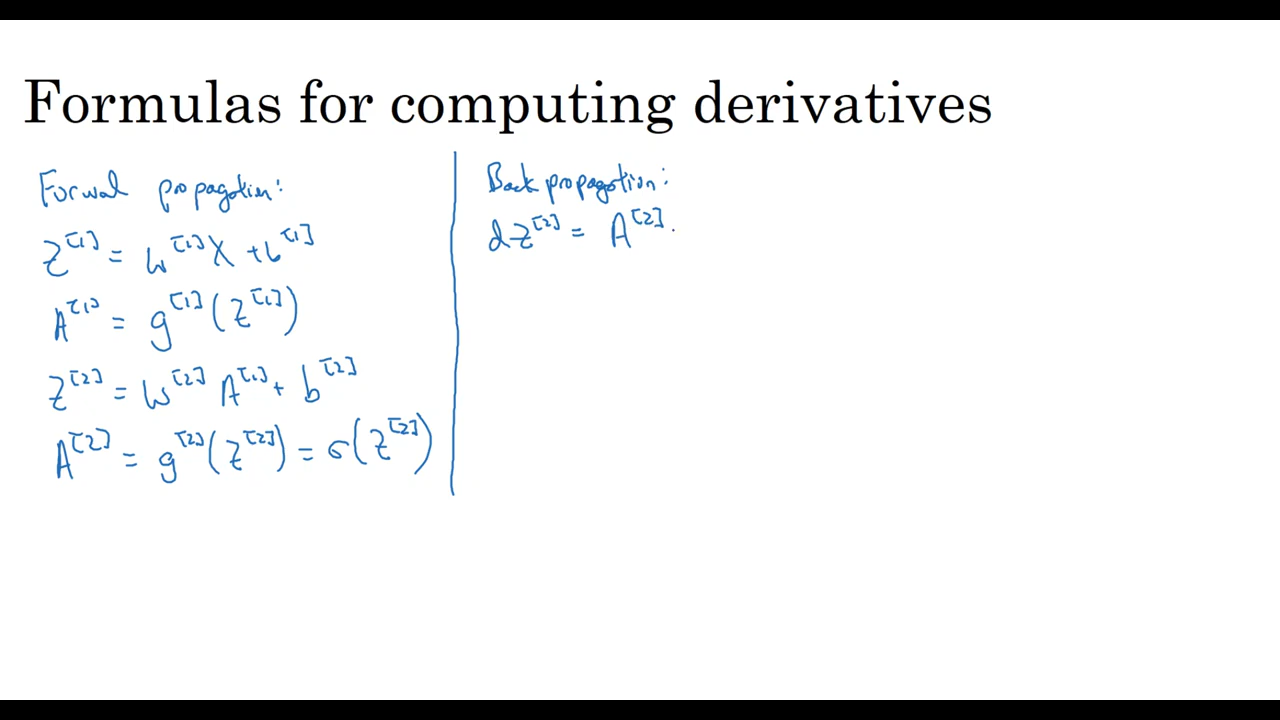 Formulas for computing derivatives
Forwal propagation:
Z^[1] = W^[1] X + b^[1]
A^[1] = g^[1] (Z^[1])
Z^[2] = W^[2] A^[1] + b^[2]
A^[2] = g^[2] (Z^[2]) = σ(Z^[2])
Back propagation:
dZ^[2] = A^[2]